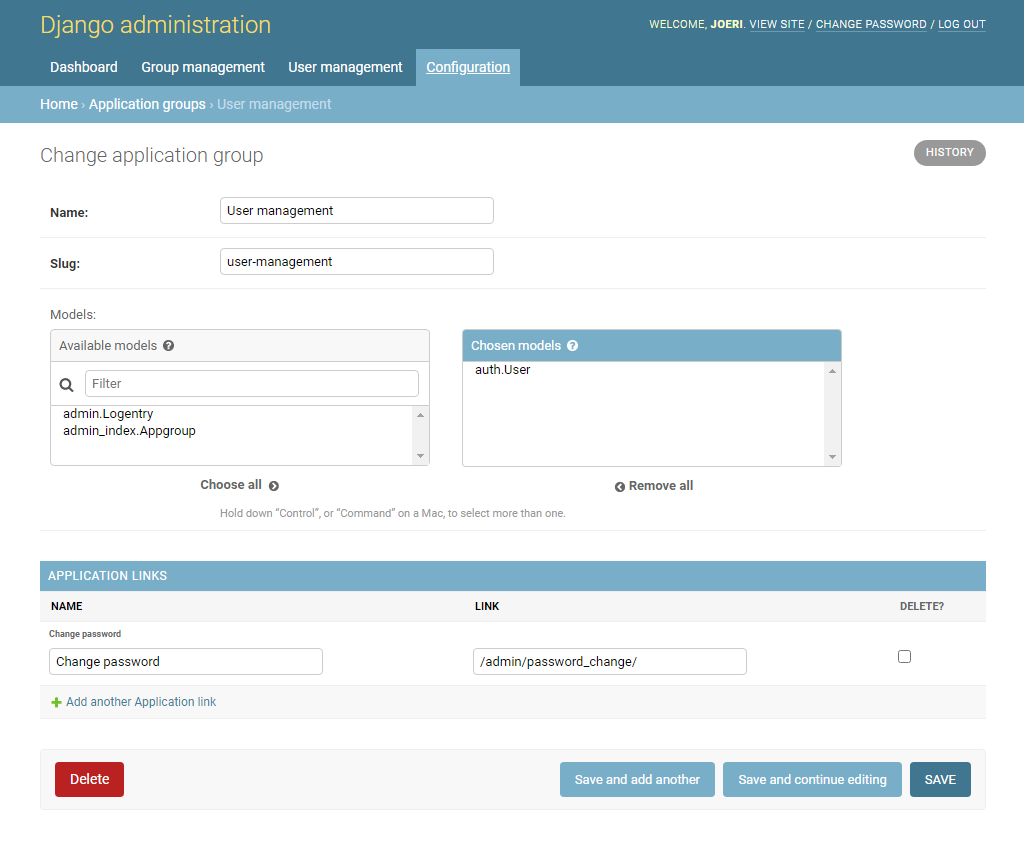 Django administration
WELCOME, JOERI. VIEW SITE / CHANGE PASSWORD / LOG OUT
Dashboard Group management User management Configuration
Home › Application groups › User management
Change application group
HISTORY
Name: User management
Slug: user-management
Models:
Available models ?
Filter
admin.Logentry
admin_index.Appgroup
Choose all
Chosen models ?
auth.User
Remove all
Hold down "Control", or "Command" on a Mac, to select more than one.
APPLICATION LINKS
NAME LINK DELETE?
Change password
Change password /admin/password_change/
Add another Application link
Delete Save and add another Save and continue editing SAVE